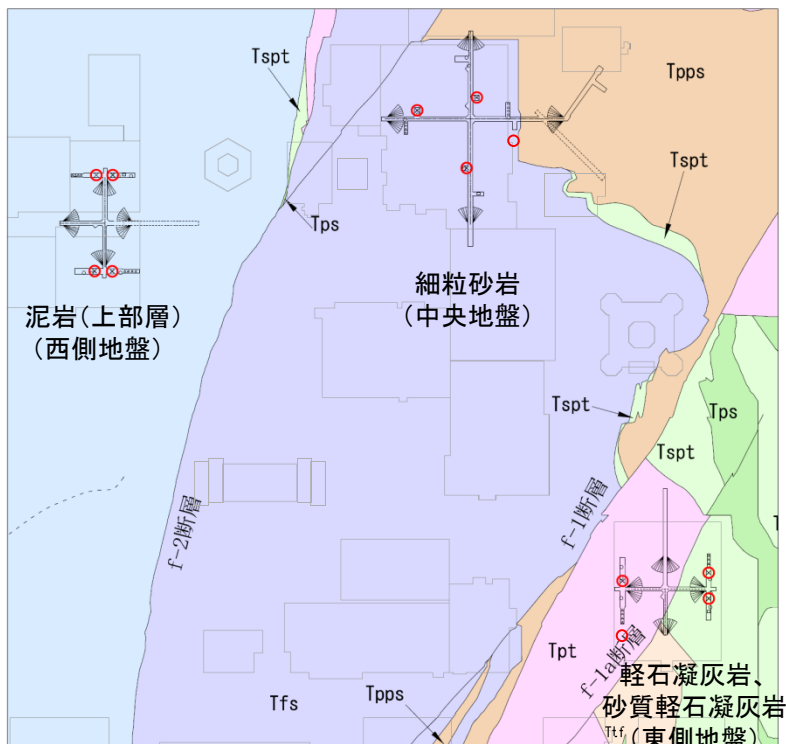 Tspt
Tpps
Tspt
Tps
細粒砂岩
（中央地盤）
泥岩（上部層）
（西側地盤）
Tspt
Tps
Tspt
f-2断層
f-1断層
Tpt
f-1a断層
軽石凝灰岩、
砂質軽石凝灰岩
Tfs
Tpps
Ttf
（東側地盤）